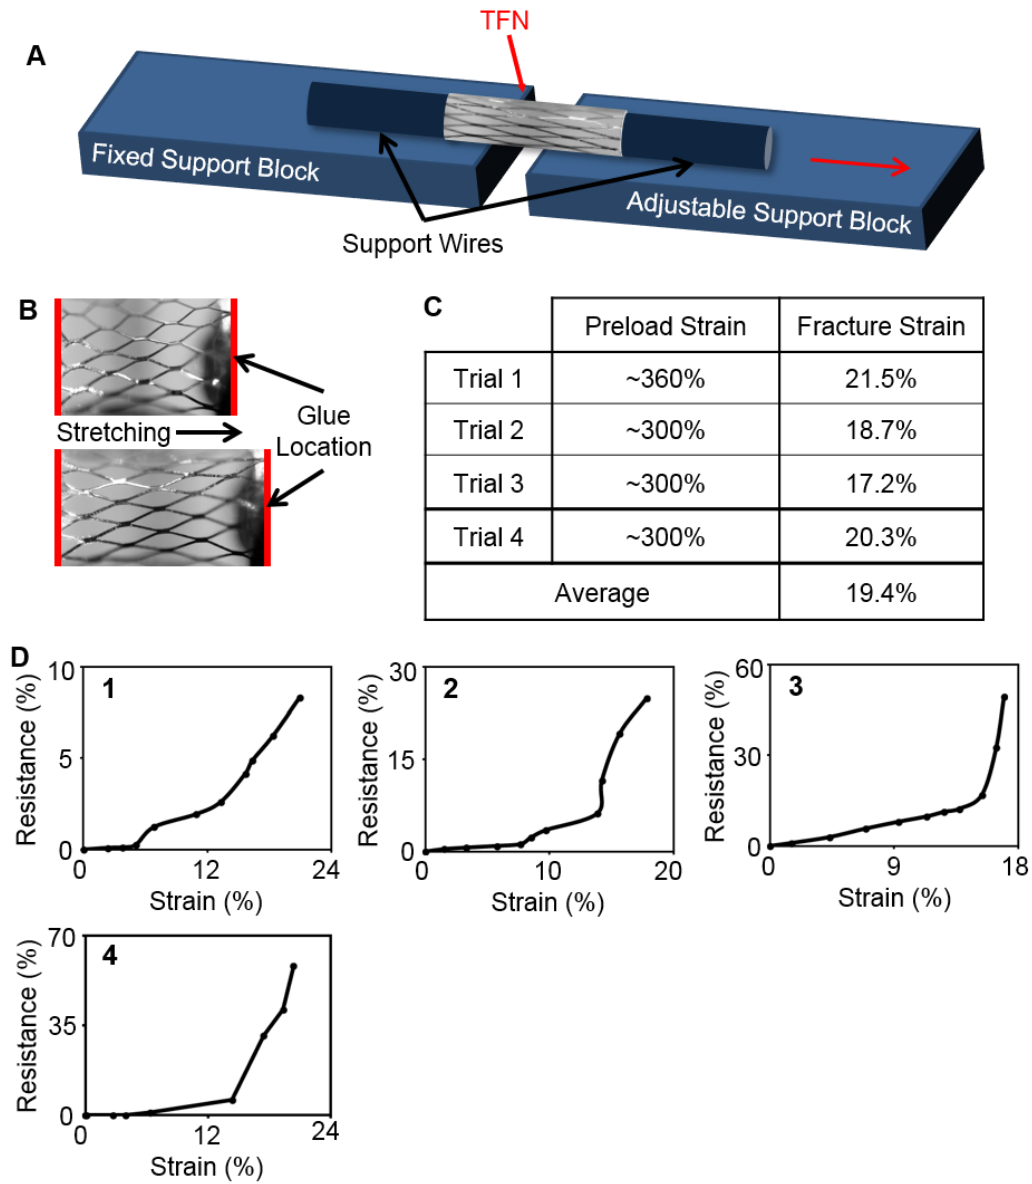 TFN
A
Fixed Support Block
Adjustable Support Block
Support Wires
B
Stretching
Glue
Location
C
Preload Strain Fracture Strain
Trial 1 ~360% 21.5%
Trial 2 ~300% 18.7%
Trial 3 ~300% 17.2%
Trial 4 ~300% 20.3%
Average 19.4%
D
1
Resistance (%)
10
5
0
0 12 24
Strain (%)
2
Resistance (%)
30
15
0
0 10 20
Strain (%)
3
Resistance (%)
60
30
0
0 9 18
Strain (%)
4
Resistance (%)
70
35
0
0 12 24
Strain (%)